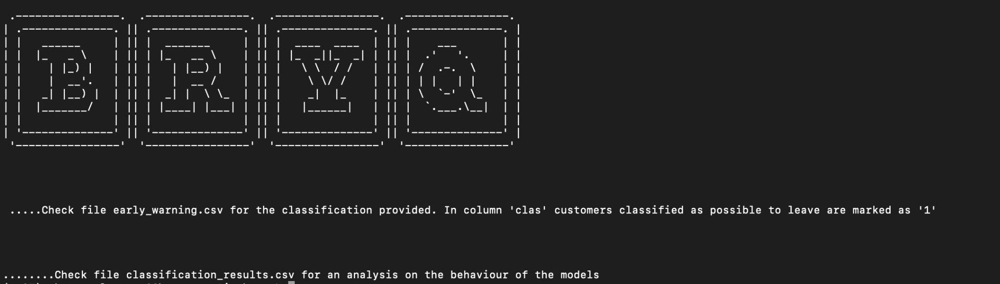 BRYQ
.....Check file early_warning.csv for the classification provided. In column 'clas' customers classified as possible to leave are marked as '1'
........Check file classification_results.csv for an analysis on the behaviour of the models